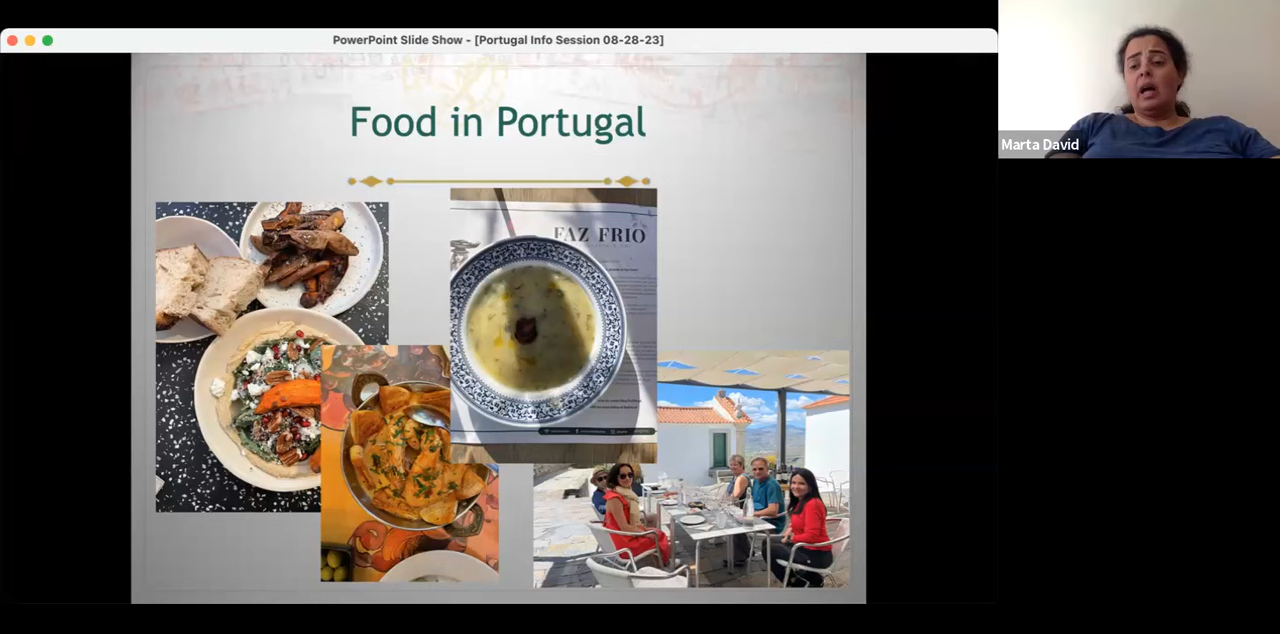 PowerPoint Slide Show - [Portugal Info Session 08-28-23]
Marta David
Food in Portugal
FAZ FRIO